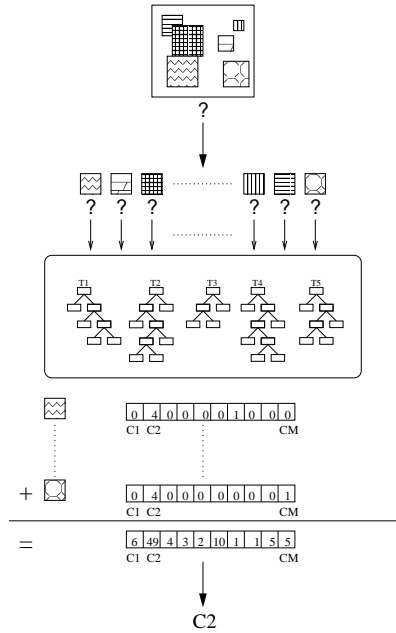 ?
? ? ? ? ? ?
T1 T2 T3 T4 T5
0 4 0 0 0 0 1 0 0 0
C1 C2 CM
+ 0 4 0 0 0 0 0 0 0 1
C1 C2 CM
= 6 49 4 3 2 10 1 1 5 5
C1 C2 CM
C2